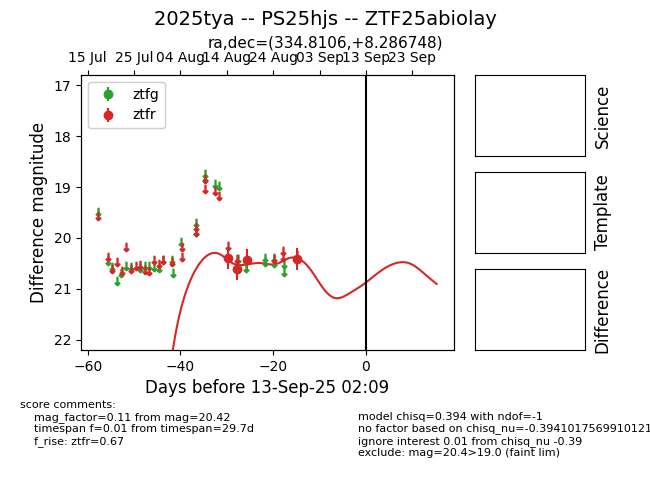 2025tya -- PS25hjs -- ZTF25abiolay
ra,dec=(334.8106,+8.286748)
15 Jul 25 Jul 04 Aug 14 Aug 24 Aug 03 Sep 13 Sep 23 Sep
ztfg
ztfr
17
18
19
20
21
22
Difference magnitude
−60 −40 −20 0
Days before 13-Sep-25 02:09
Science
Template
Difference
score comments:
mag_factor=0.11 from mag=20.42
timespan f=0.01 from timespan=29.7d
f_rise: ztfr=0.67
model chisq=0.394 with ndof=-1
no factor based on chisq_nu=-0.3941017569910121
ignore interest 0.01 from chisq_nu -0.39
exclude: mag=20.4>19.0 (faint lim)